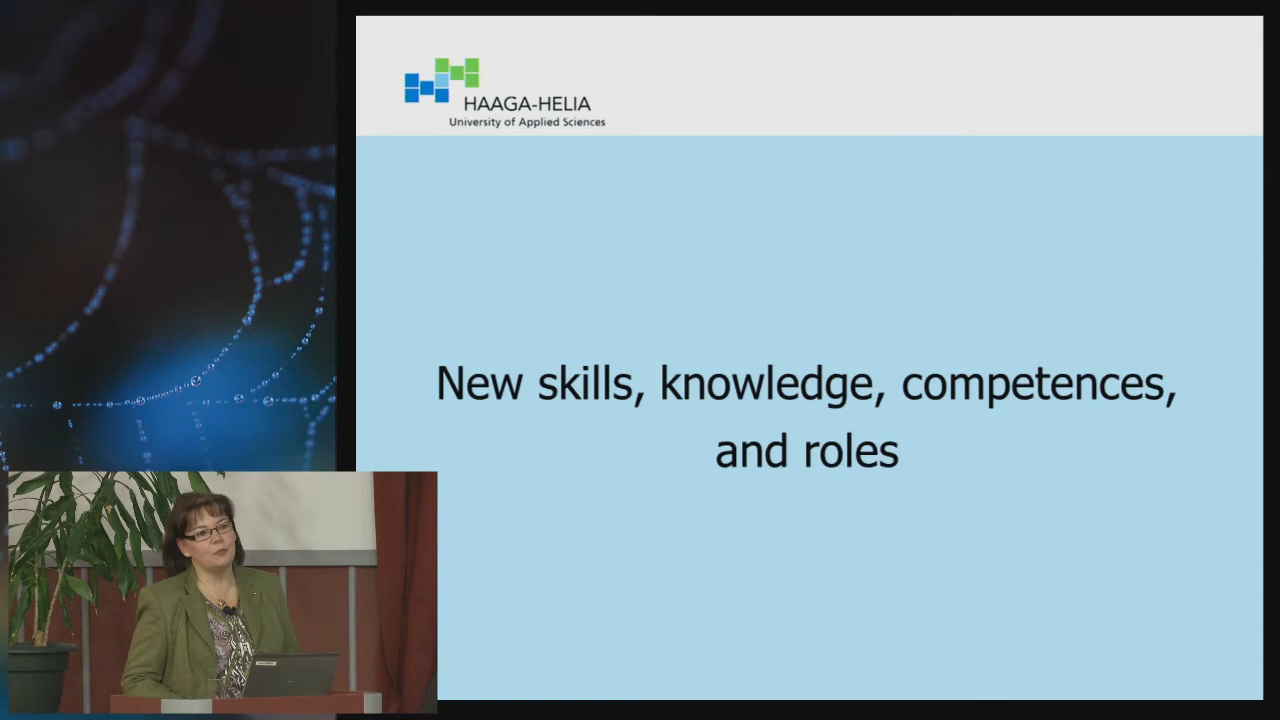 HAAGA-HELIA
University of Applied Sciences
New skills, knowledge, competences,
and roles